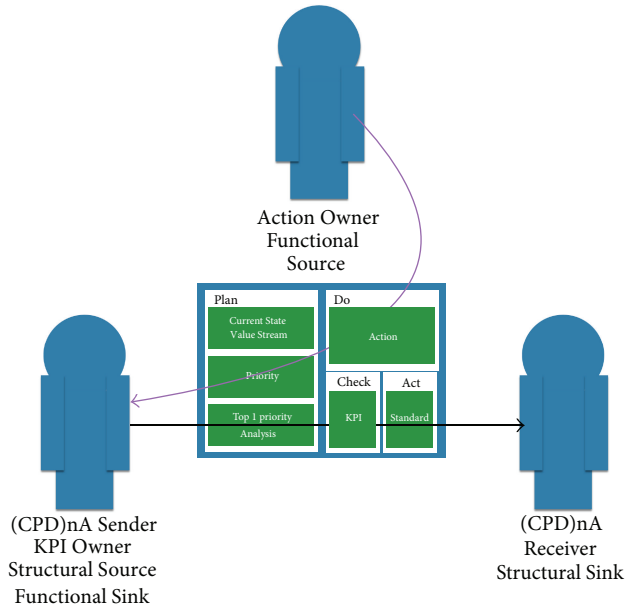 Action Owner
Functional
Source
Plan
Do
Current State
Value Stream
Action
Priority
Check
Act
Top 1 priority
Analysis
KPI
Standard
(CPD)nA Sender
KPI Owner
Structural Source
Functional Sink
(CPD)nA
Receiver
Structural Sink